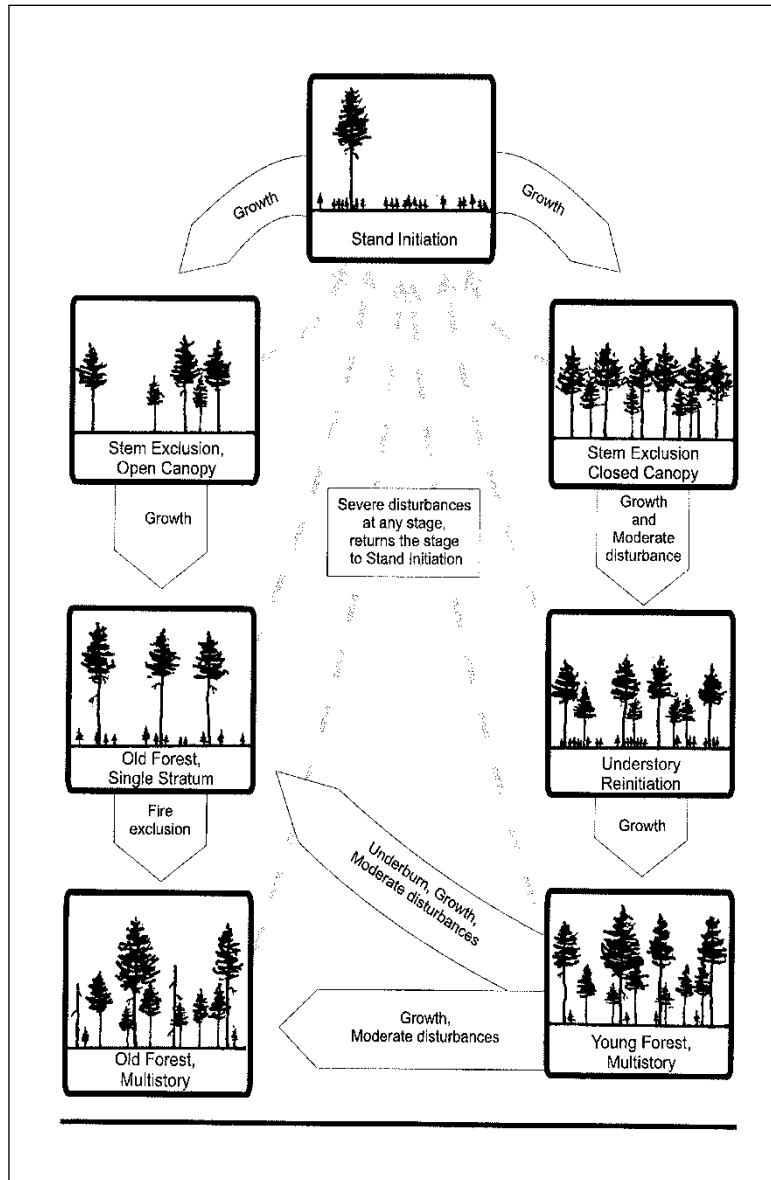 Stand Initiation
Growth
Growth
Stem Exclusion,
Open Canopy
Stem Exclusion
Closed Canopy
Growth
Severe disturbances
at any stage,
returns the stage
to Stand Initiation
Growth
and
Moderate
disturbance
Old Forest,
Single Stratum
Understory
Reinitiation
Fire
exclusion
Growth
Underburn, Growth,
Moderate disturbances
Growth,
Moderate disturbances
Old Forest,
Multistory
Young Forest,
Multistory